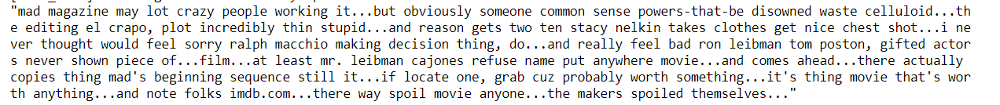 "mad magazine may lot crazy people working it...but obviously someone common sense powers-that-be disowned waste celluloid...th
e editing el crapo, plot incredibly thin stupid...and reason gets two ten stacy nelkin takes clothes get nice chest shot...i ne
ver thought would feel sorry ralph macchio making decision thing, do...and really feel bad ron leibman tom poston, gifted actor
s never shown piece of...film...at least mr. leibman cajones refuse name put anywhere movie...and comes ahead...there actually
copies thing mad's beginning sequence still it...if locate one, grab cuz probably worth something...it's thing movie that's wor
th anything...and note folks imdb.com...there way spoil movie anyone...the makers spoiled themselves..."